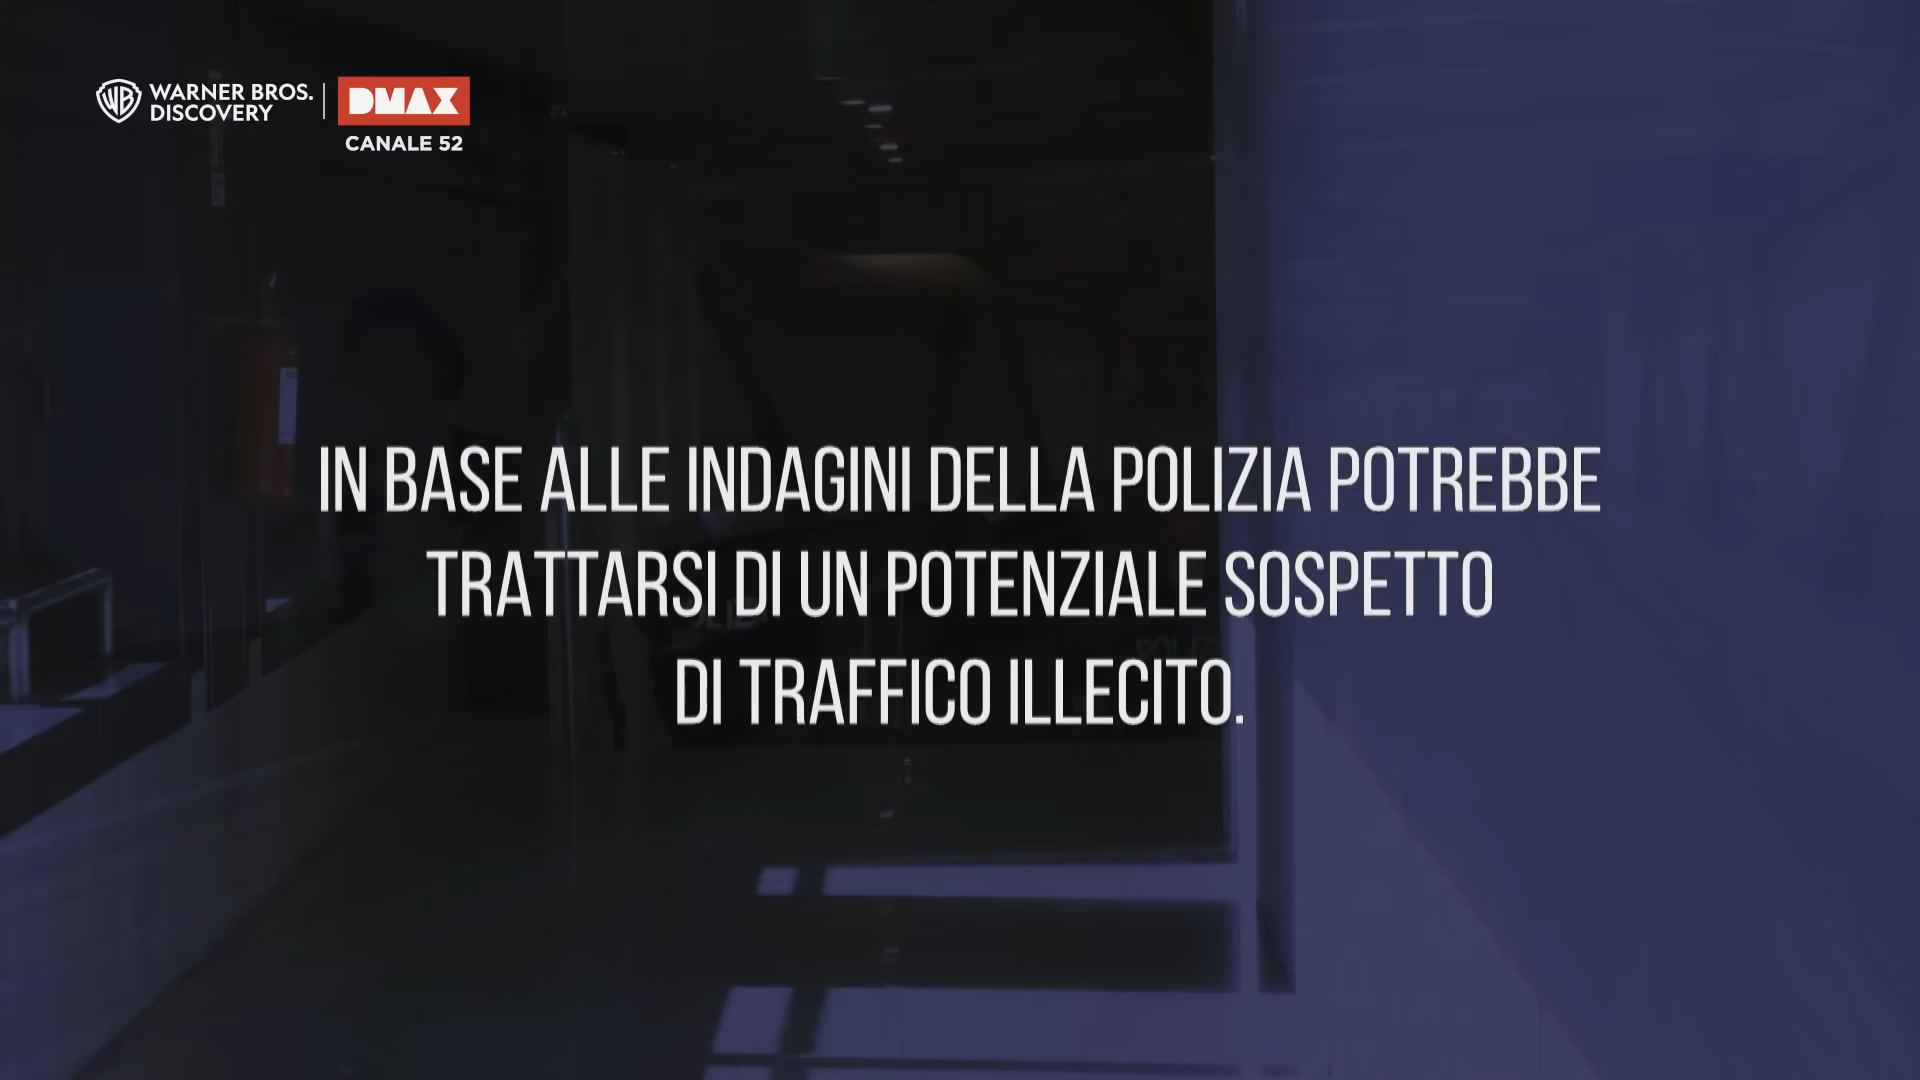 WARNER BROS.
DISCOVERY
DMAX
CANALE 52
IN BASE ALLE INDAGINI DELLA POLIZIA POTREBBE
TRATTARSI DI UN POTENZIALE SOSPETTO
DI TRAFFICO ILLECITO.